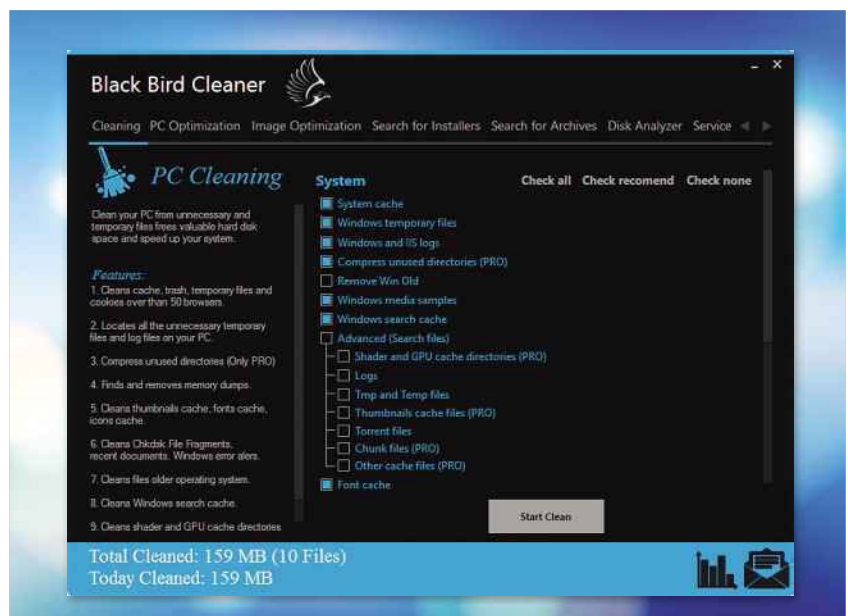 Black Bird Cleaner
Cleaning PC Optimization Image Optimization Search for Installers Search for Archives Disk Analyzer Service
PC Cleaning
Clean your PC from unnecessary and
temporary files frees valuable hard disk
space and speed up your system.
Features:
1. Cleans cache, trash, temporary files and
cookies over than 50 browsers.
2. Locates all the unnecessary temporary
files and log files on your PC.
3. Compress unused directories (Only PRO)
4. Finds and removes memory dumps.
5. Cleans thumbnails cache, fonts cache,
icons cache.
6. Cleans Chkdsk File Fragments,
recent documents. Windows error alers.
7. Cleans files older operating system.
8. Cleans Windows search cache.
9. Cleans shader and GPU cache directories
System
Check all Check recomend Check none
System cache
Windows temporary files
Windows and IIS logs
Compress unused directories (PRO)
Remove Win Old
Windows media samples
Windows search cache
Advanced (Search files)
Shader and GPU cache directories (PRO)
Logs
Tmp and Temp files
Thumbnails cache files (PRO)
Torrent files
Chunk files (PRO)
Other cache files (PRO)
Font cache
Start Clean
Total Cleaned: 159 MB (10 Files)
Today Cleaned: 159 MB